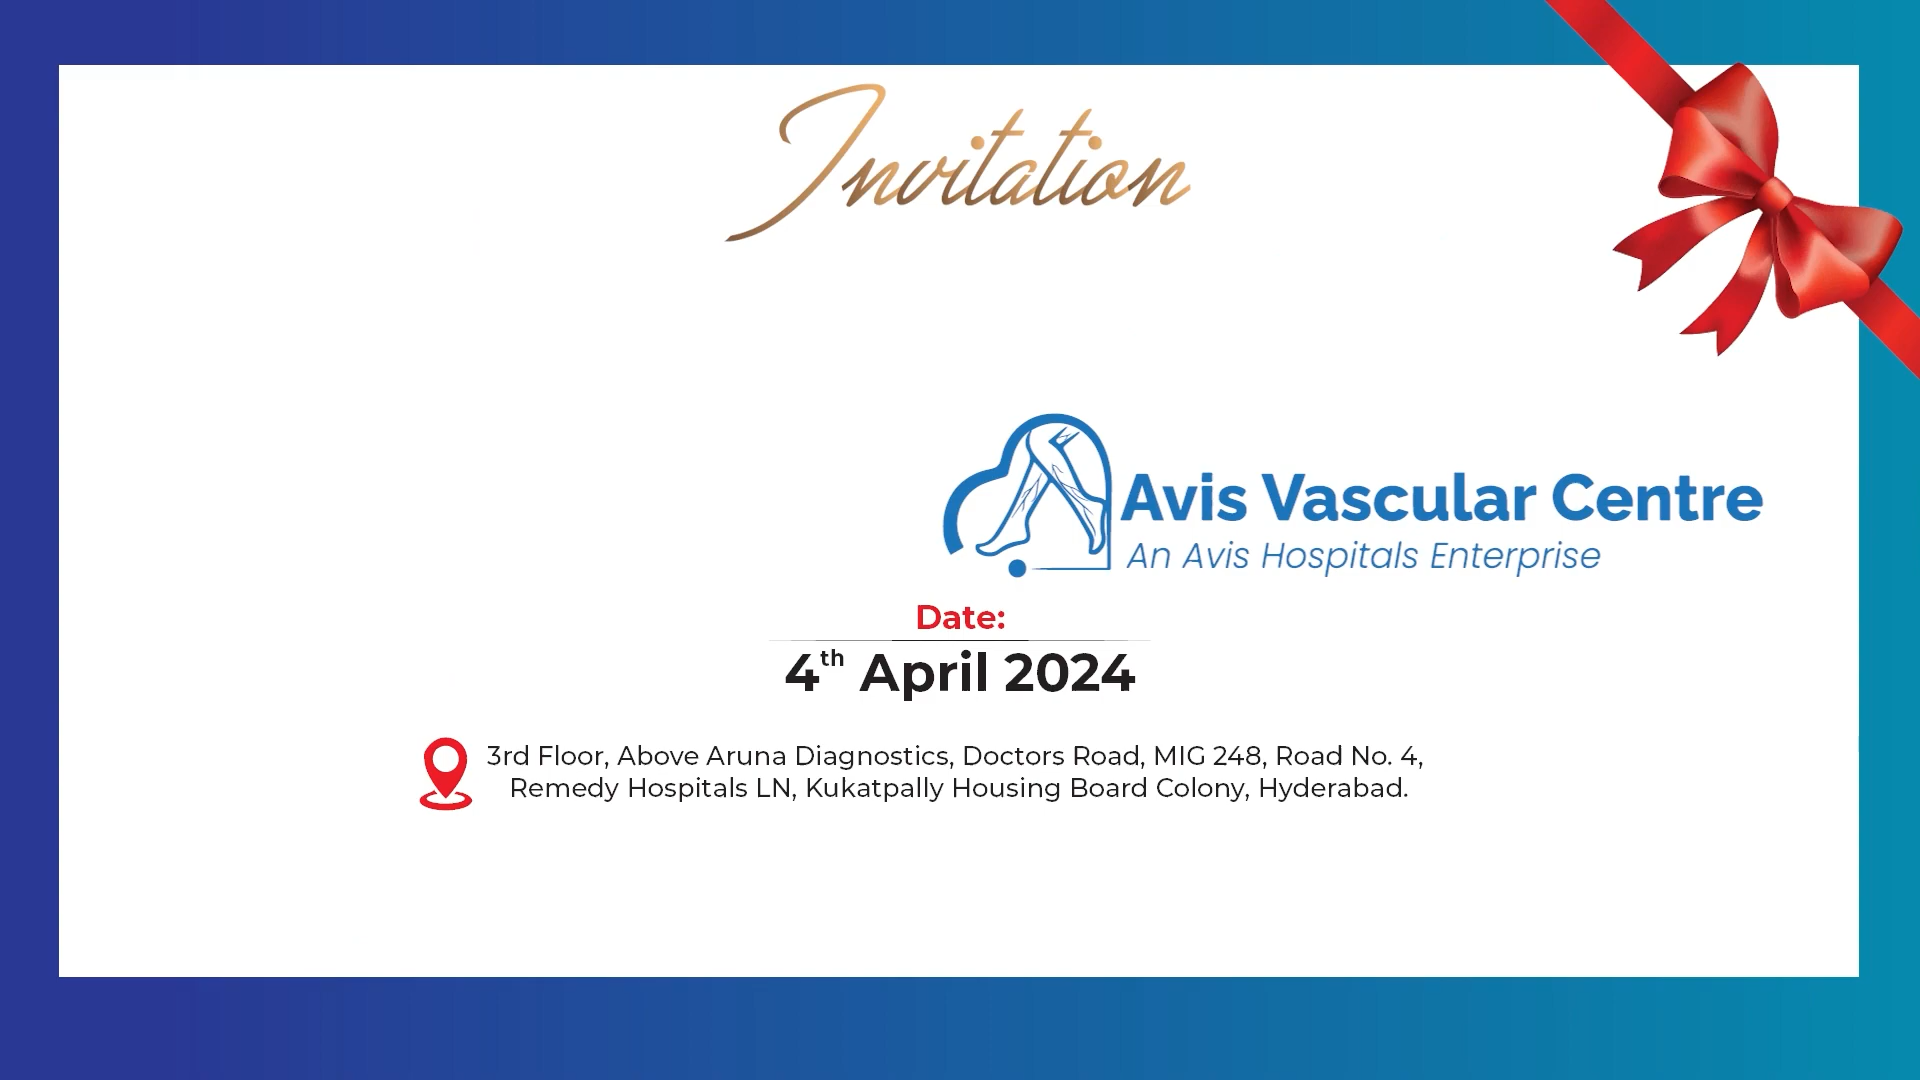 Invitation
Avis Vascular Centre
An Avis Hospitals Enterprise
Date:
4th April 2024
3rd Floor, Above Aruna Diagnostics, Doctors Road, MIG 248, Road No. 4,
Remedy Hospitals LN, Kukatpally Housing Board Colony, Hyderabad.